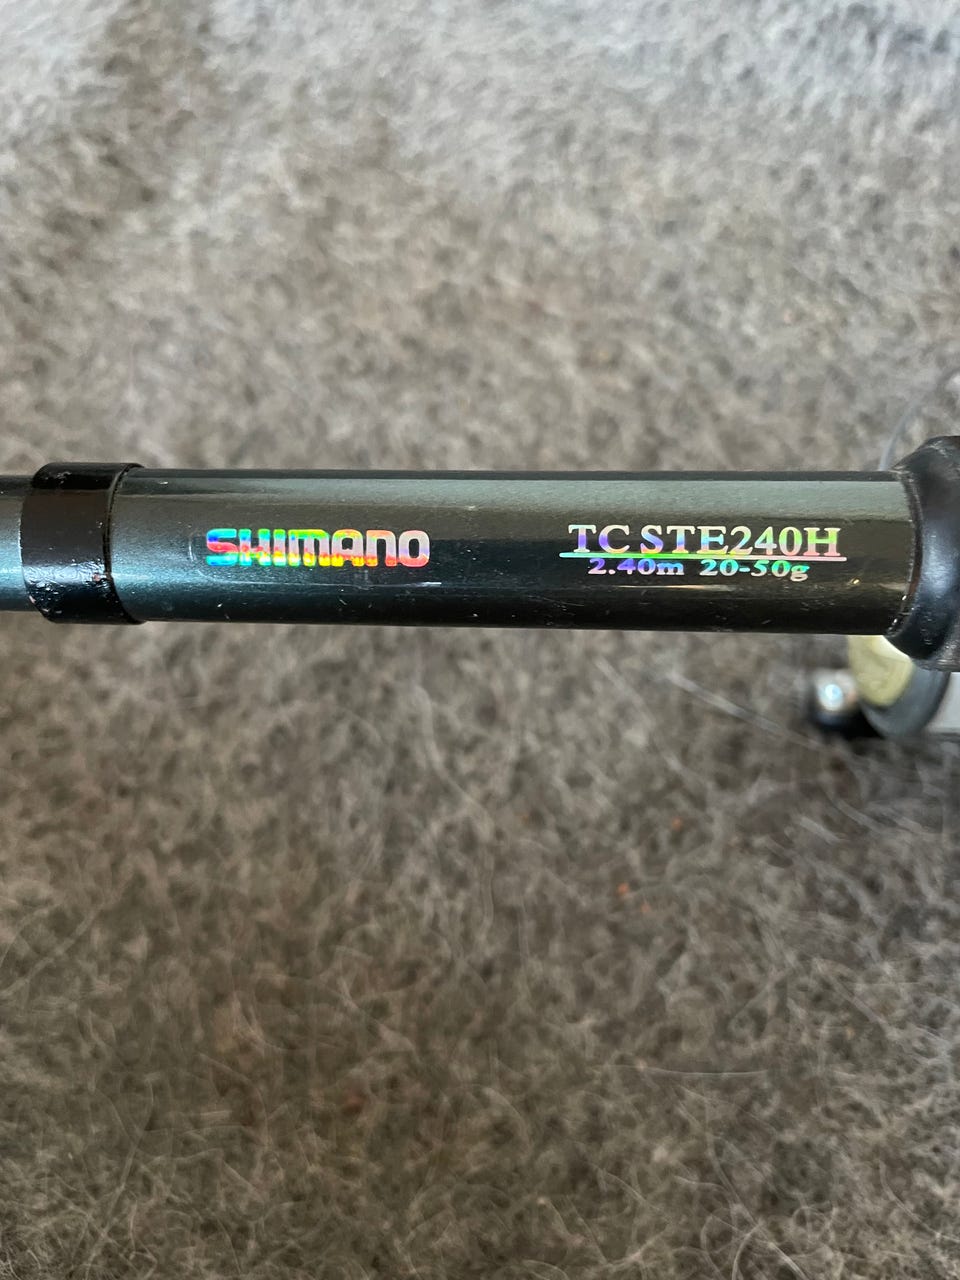 SHIMANO
TC STE240H
2.40m 20-50g